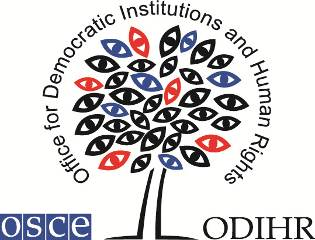 Office for Democratic Institutions and Human Rights
osce
ODIHR